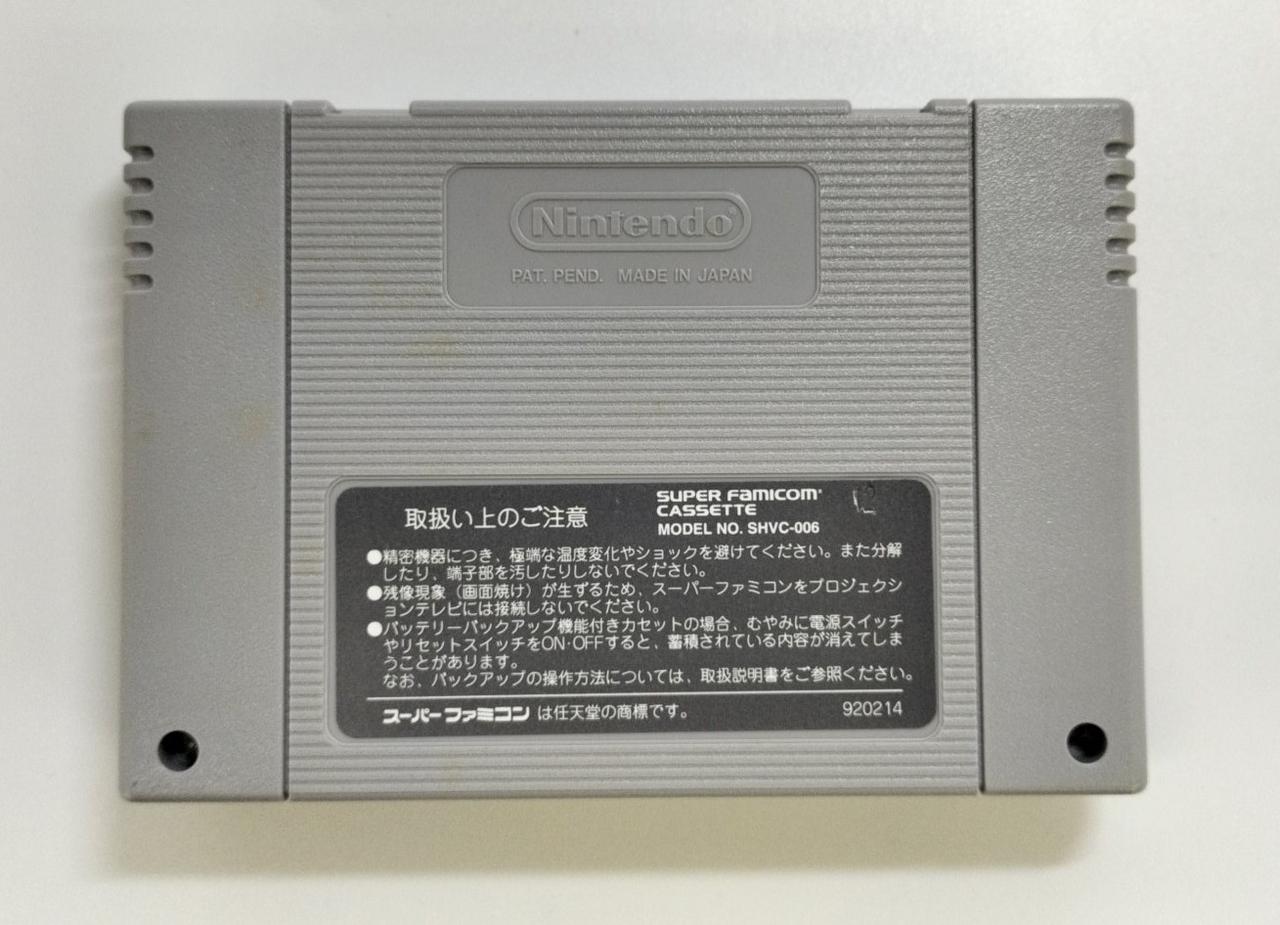 Nintendo®
PAT. PEND. MADE IN JAPAN
取扱い上のご注意
SUPER FAMICOM®
CASSETTE
MODEL NO. SHVC-006
12
●精密機器につき、極端な温度変化やショックを避けてください。また分解
したり、端子部を汚したりしないでください。
●残像現象（画面焼け）が生ずるため、スーパーファミコンをプロジェクシ
ョンテレビには接続しないでください。
●バッテリーバックアップ機能付きカセットの場合、むやみに電源スイッチ
やリセットスイッチをON·OFFすると、蓄積されている内容が消えてしま
うことがあります。
なお、バックアップの操作方法については、取扱説明書をご参照ください。
スーパーファミコン は任天堂の商標です。
920214